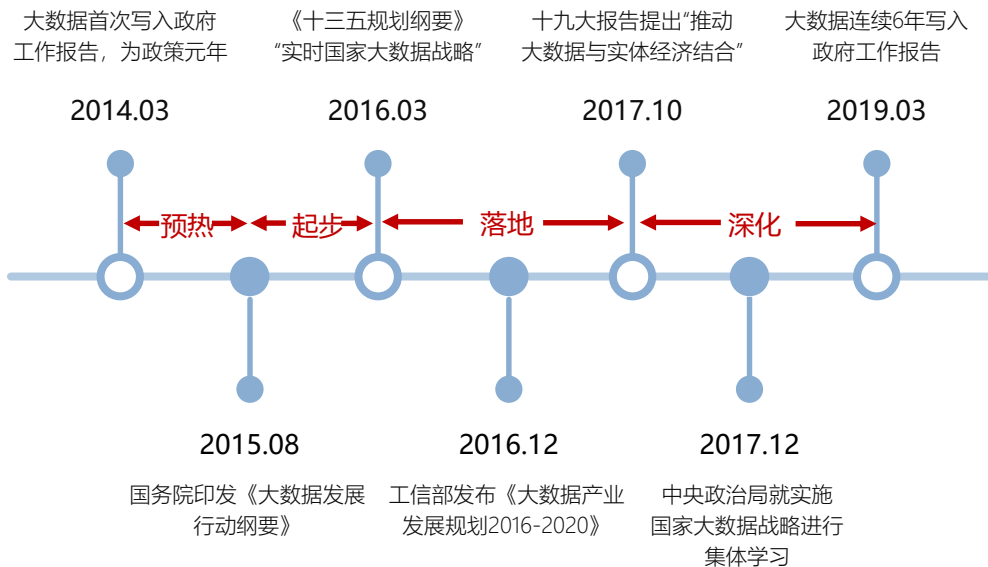 大数据首次写入政府
工作报告，为政策元年
2014.03
《十三五规划纲要》
“实时国家大数据战略”
2016.03
十九大报告提出“推动
大数据与实体经济结合”
2017.10
大数据连续6年写入
政府工作报告
2019.03
预热
起步
落地
深化
2015.08
国务院印发《大数据发展
行动纲要》
2016.12
工信部发布《大数据产业
发展规划2016-2020》
2017.12
中央政治局就实施
国家大数据战略进行
集体学习